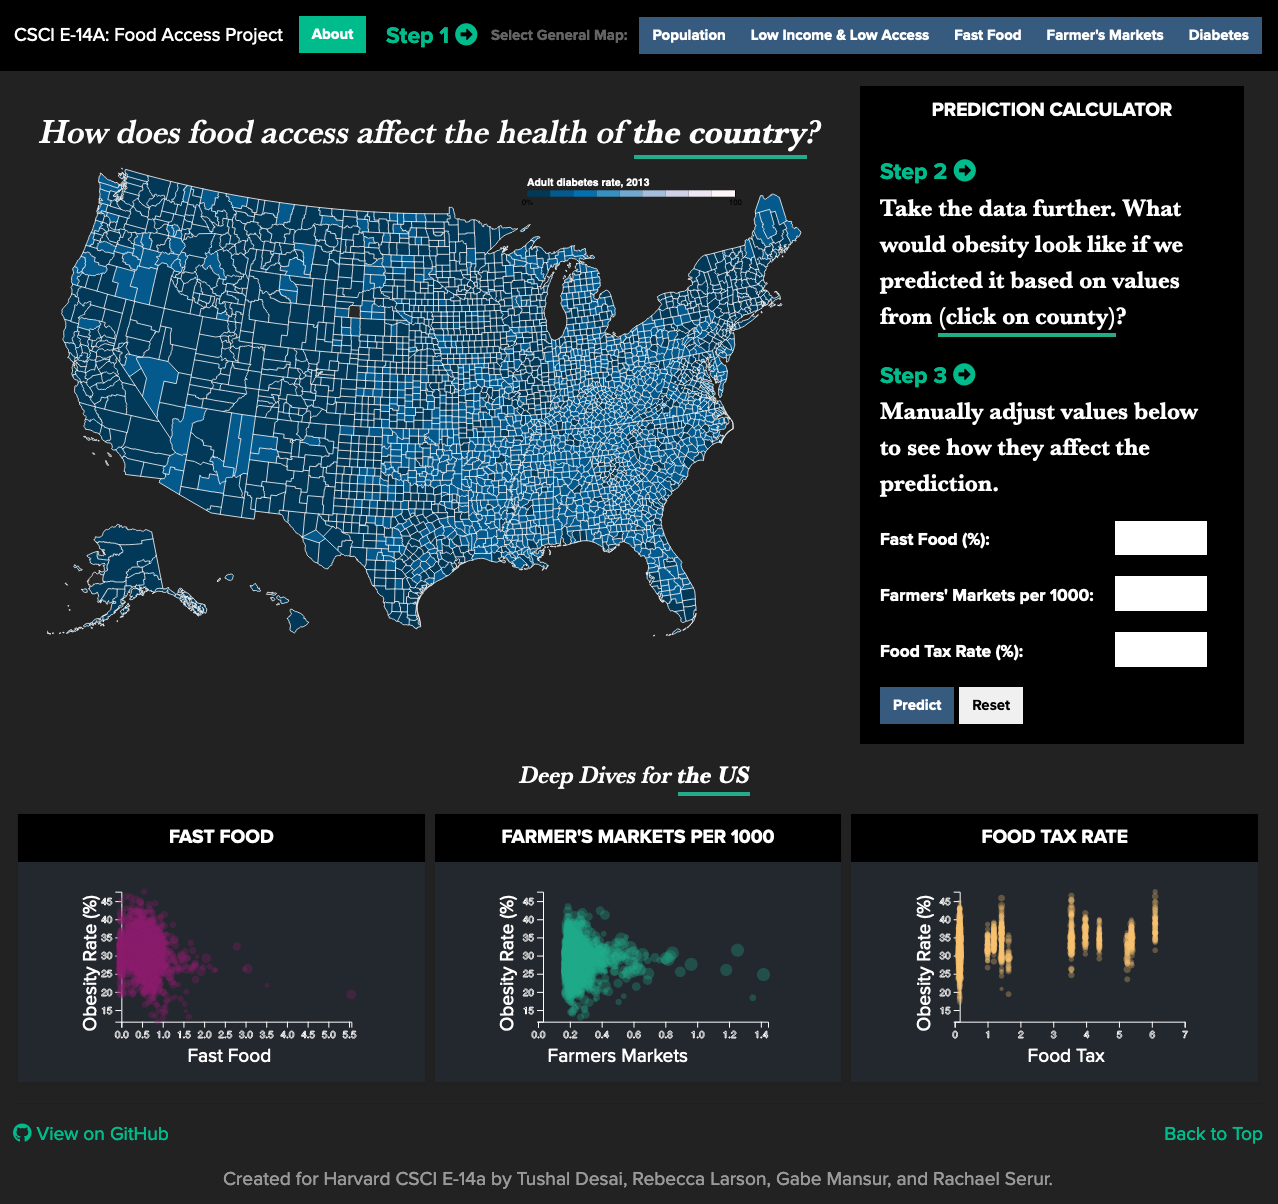 CSCI E-14A: Food Access Project
About
Step 1
Select General Map:
Population
Low Income & Low Access
Fast Food
Farmer's Markets
Diabetes
How does food access affect the health of the country?
Adult diabetes rate, 2013
0%
100
PREDICTION CALCULATOR
Step 2
Take the data further. What
would obesity look like if we
predicted it based on values
from (click on county)?
Step 3
Manually adjust values below
to see how they affect the
prediction.
Fast Food (%):
Farmers' Markets per 1000:
Food Tax Rate (%):
Predict
Reset
Deep Dives for the US
FAST FOOD
Obesity Rate (%)
45
40
35
30
25
20
15
0.0 0.5 1.0 1.5 2.0 2.5 3.0 3.5 4.0 4.5 5.0 5.5
Fast Food
FARMER'S MARKETS PER 1000
Obesity Rate (%)
45
40
35
30
25
20
15
0.0 0.2 0.4 0.6 0.8 1.0 1.2 1.4
Farmers Markets
FOOD TAX RATE
Obesity Rate (%)
45
40
35
30
25
20
15
0 1 2 3 4 5 6 7
Food Tax
View on GitHub
Back to Top
Created for Harvard CSCI E-14a by Tushal Desai, Rebecca Larson, Gabe Mansur, and Rachael Serur.